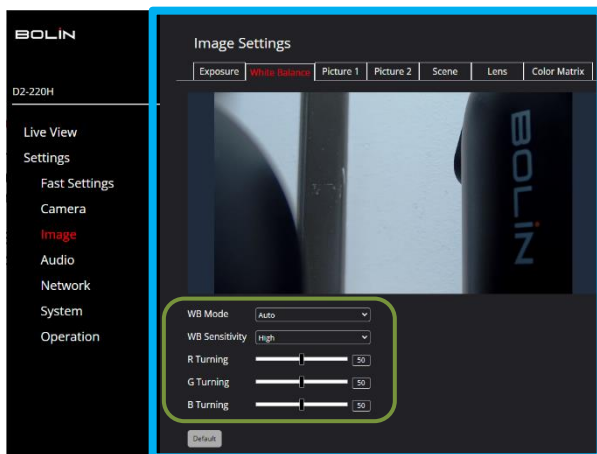 BOLIN
D2-220H
Live View
Settings
Fast Settings
Camera
Image
Audio
Network
System
Operation
Image Settings
Exposure White Balance Picture 1 Picture 2 Scene Lens Color Matrix
BOLIN
WB Mode Auto
WB Sensitivity High
R Turning 50
G Turning 50
B Turning 50
Default